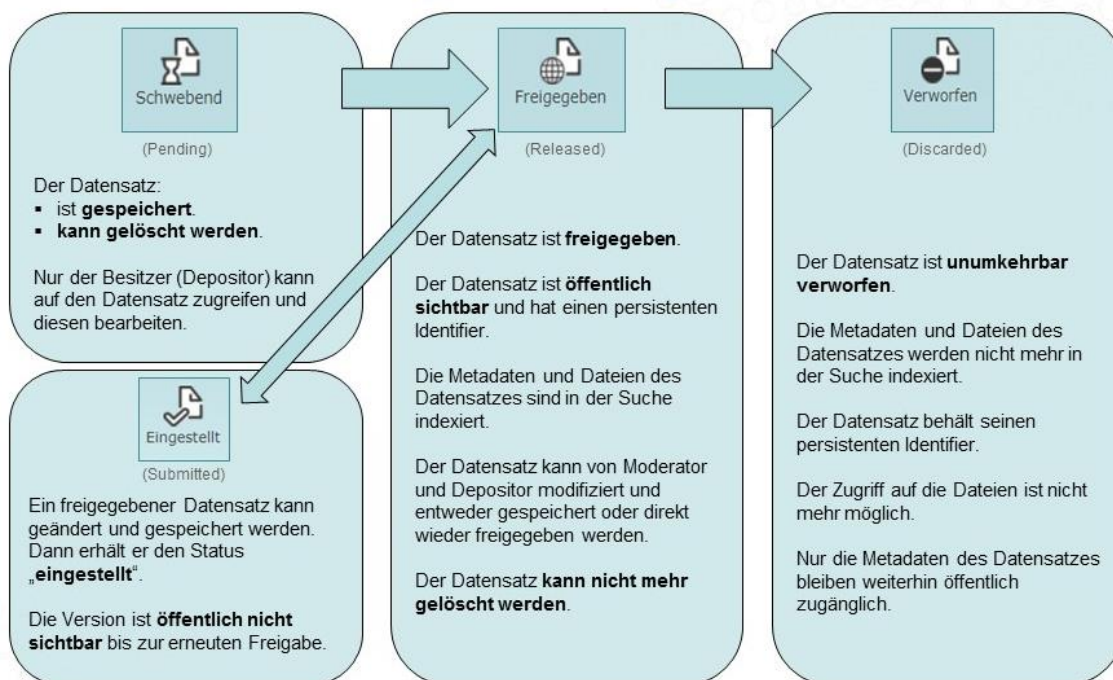 Schwebend
(Pending)
Der Datensatz:
▪ ist gespeichert.
▪ kann gelöscht werden.
Nur der Besitzer (Depositor) kann
auf den Datensatz zugreifen und
diesen bearbeiten.
Eingestellt
(Submitted)
Ein freigegebener Datensatz kann
geändert und gespeichert werden.
Dann erhält er den Status
„eingestellt“.
Die Version ist öffentlich nicht
sichtbar bis zur erneuten Freigabe.
Freigegeben
(Released)
Der Datensatz ist freigegeben.
Der Datensatz ist öffentlich
sichtbar und hat einen persistenten
Identifier.
Die Metadaten und Dateien des
Datensatzes sind in der Suche
indexiert.
Der Datensatz kann von Moderator
und Depositor modifiziert und
entweder gespeichert oder direkt
wieder freigegeben werden.
Der Datensatz kann nicht mehr
gelöscht werden.
Verworfen
(Discarded)
Der Datensatz ist unumkehrbar
verworfen.
Die Metadaten und Dateien des
Datensatzes werden nicht mehr in
der Suche indexiert.
Der Datensatz behält seinen
persistenten Identifier.
Der Zugriff auf die Dateien ist nicht
mehr möglich.
Nur die Metadaten des Datensatzes
bleiben weiterhin öffentlich
zugänglich.